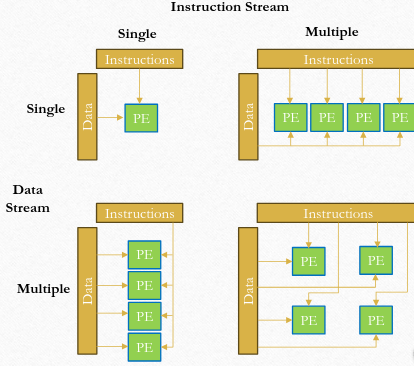 Instruction Stream
Single
Multiple
Instructions
Instructions
Single
Data
PE
Data
PE PE PE PE
Data
Stream
Instructions
Instructions
Multiple
Data
PE
PE
PE
PE
Data
PE PE
PE PE